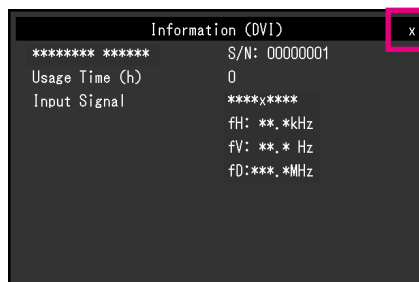 Information (DVI) x
******** ****** S/N: 00000001
Usage Time (h) 0
Input Signal ****x****
fH: **.*kHz
fV: **.* Hz
fD:***.*MHz